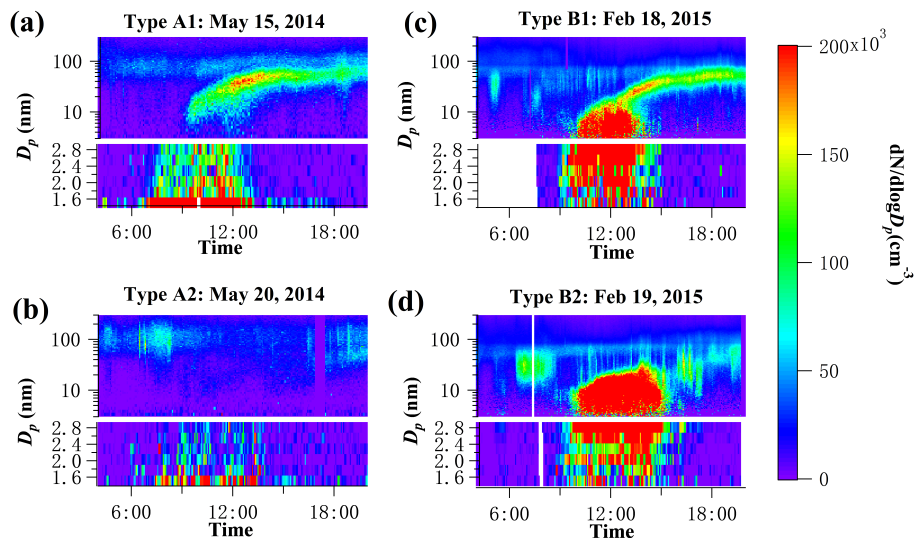 (a)
Type A1: May 15, 2014
100
10
Dp (nm)
2.8
2.4
2.0
1.6
6:00
12:00
18:00
Time
(c)
Type B1: Feb 18, 2015
100
10
Dp (nm)
2.8
2.4
2.0
1.6
6:00
12:00
18:00
Time
(b)
Type A2: May 20, 2014
100
10
Dp (nm)
2.8
2.4
2.0
1.6
6:00
12:00
18:00
Time
(d)
Type B2: Feb 19, 2015
100
10
Dp (nm)
2.8
2.4
2.0
1.6
6:00
12:00
18:00
Time
200x10³
150
100
50
0
dN/dlogDp(cm⁻³)